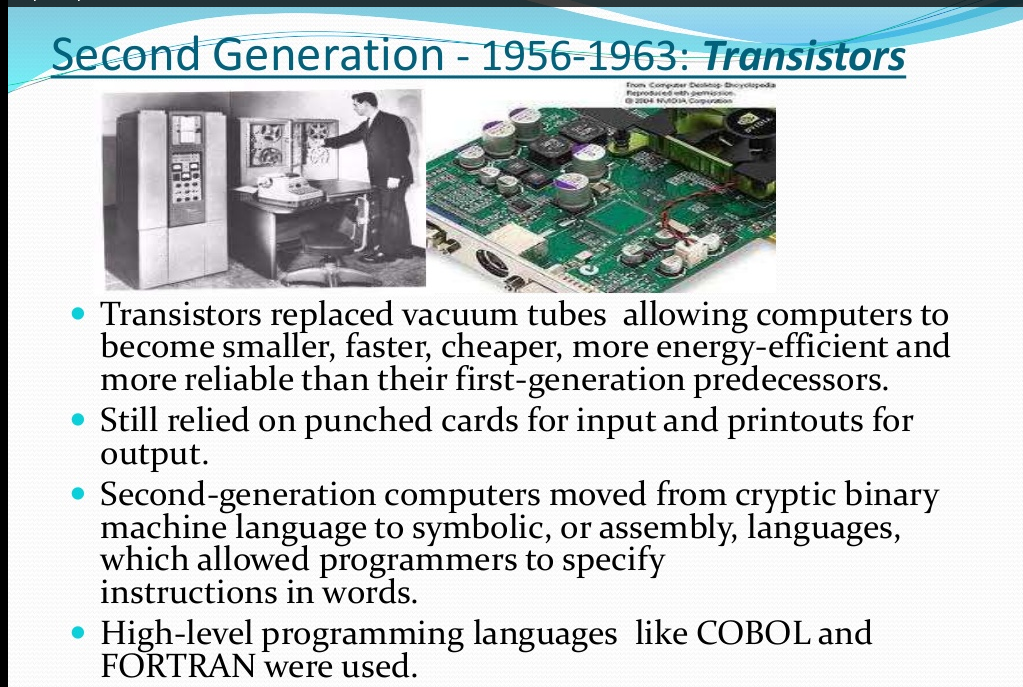 Second Generation - 1956-1963: Transistors
From Computer Desktop Encyclopedia
Reproduced with permission.
© 2004 NVIDIA Corporation
NVIDIA
• Transistors replaced vacuum tubes allowing computers to
become smaller, faster, cheaper, more energy-efficient and
more reliable than their first-generation predecessors.
• Still relied on punched cards for input and printouts for
output.
• Second-generation computers moved from cryptic binary
machine language to symbolic, or assembly, languages,
which allowed programmers to specify
instructions in words.
• High-level programming languages like COBOL and
FORTRAN were used.